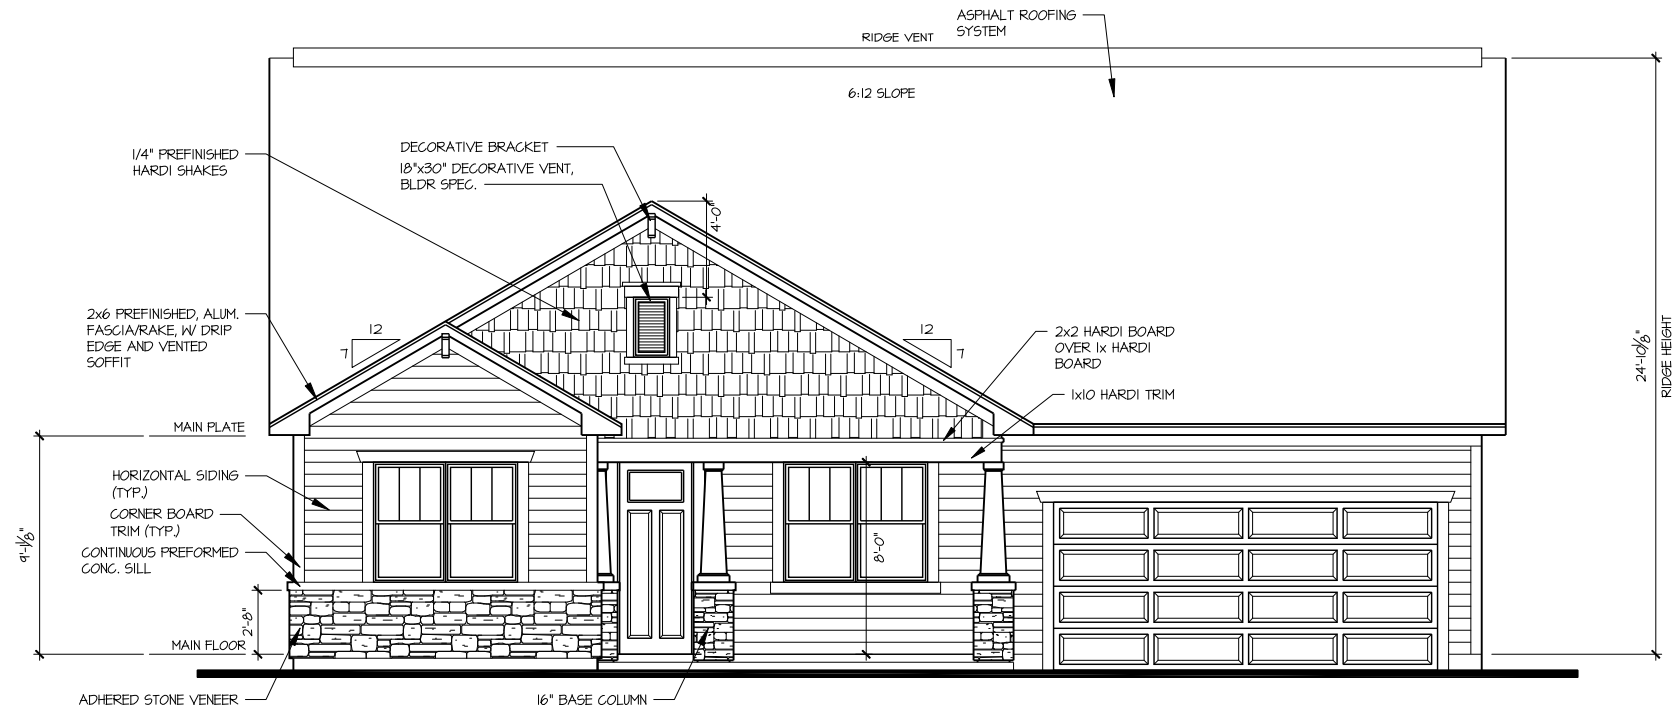 ASPHALT ROOFING
SYSTEM
RIDGE VENT
6:12 SLOPE
1/4" PREFINISHED
HARDI SHAKES
DECORATIVE BRACKET
18"x30" DECORATIVE VENT,
BLDR SPEC.
4'-0"
2x6 PREFINISHED, ALUM.
FASCIA/RAKE, W/ DRIP
EDGE AND VENTED
SOFFIT
12
7
12
7
2x2 HARDI BOARD
OVER 1x HARDI
BOARD
1x10 HARDI TRIM
24'-10 1/8"
RIDGE HEIGHT
MAIN PLATE
HORIZONTAL SIDING
(TYP.)
CORNER BOARD
TRIM (TYP.)
CONTINUOUS PREFORMED
CONC. SILL
9'-1 1/8"
8'-0"
2'-8"
MAIN FLOOR
ADHERED STONE VENEER
16" BASE COLUMN